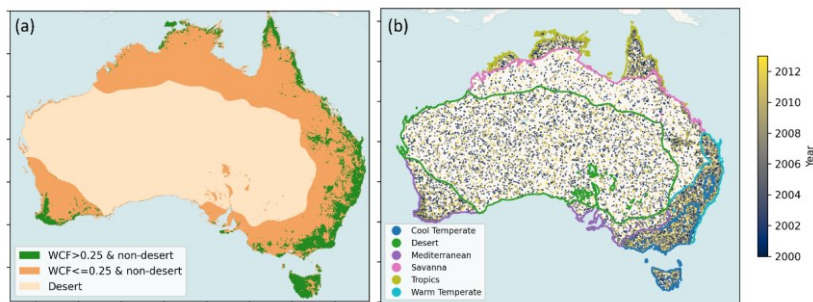 (a)
WCF>0.25 & non-desert
WCF<=0.25 & non-desert
Desert
(b)
Cool Temperate
Desert
Mediterranean
Savanna
Tropics
Warm Temperate
2012
2010
2008
2006
2004
2002
2000
Year